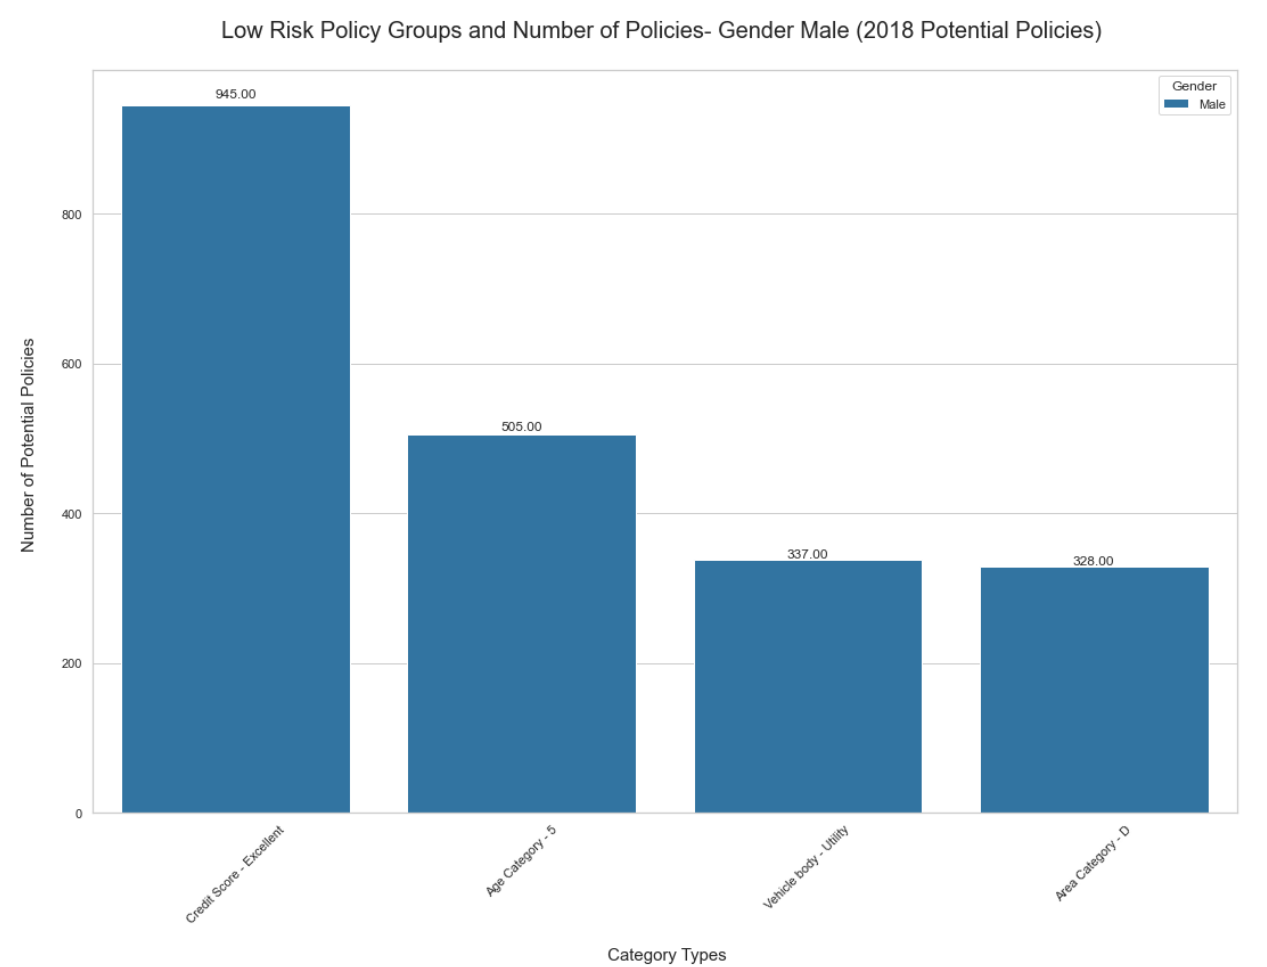 Low Risk Policy Groups and Number of Policies- Gender Male (2018 Potential Policies)
Gender
Male
945.00
505.00
337.00
328.00
800
600
400
200
0
Number of Potential Policies
Credit Score - Excellent
Age Category - 5
Vehicle body - Utility
Area Category - D
Category Types